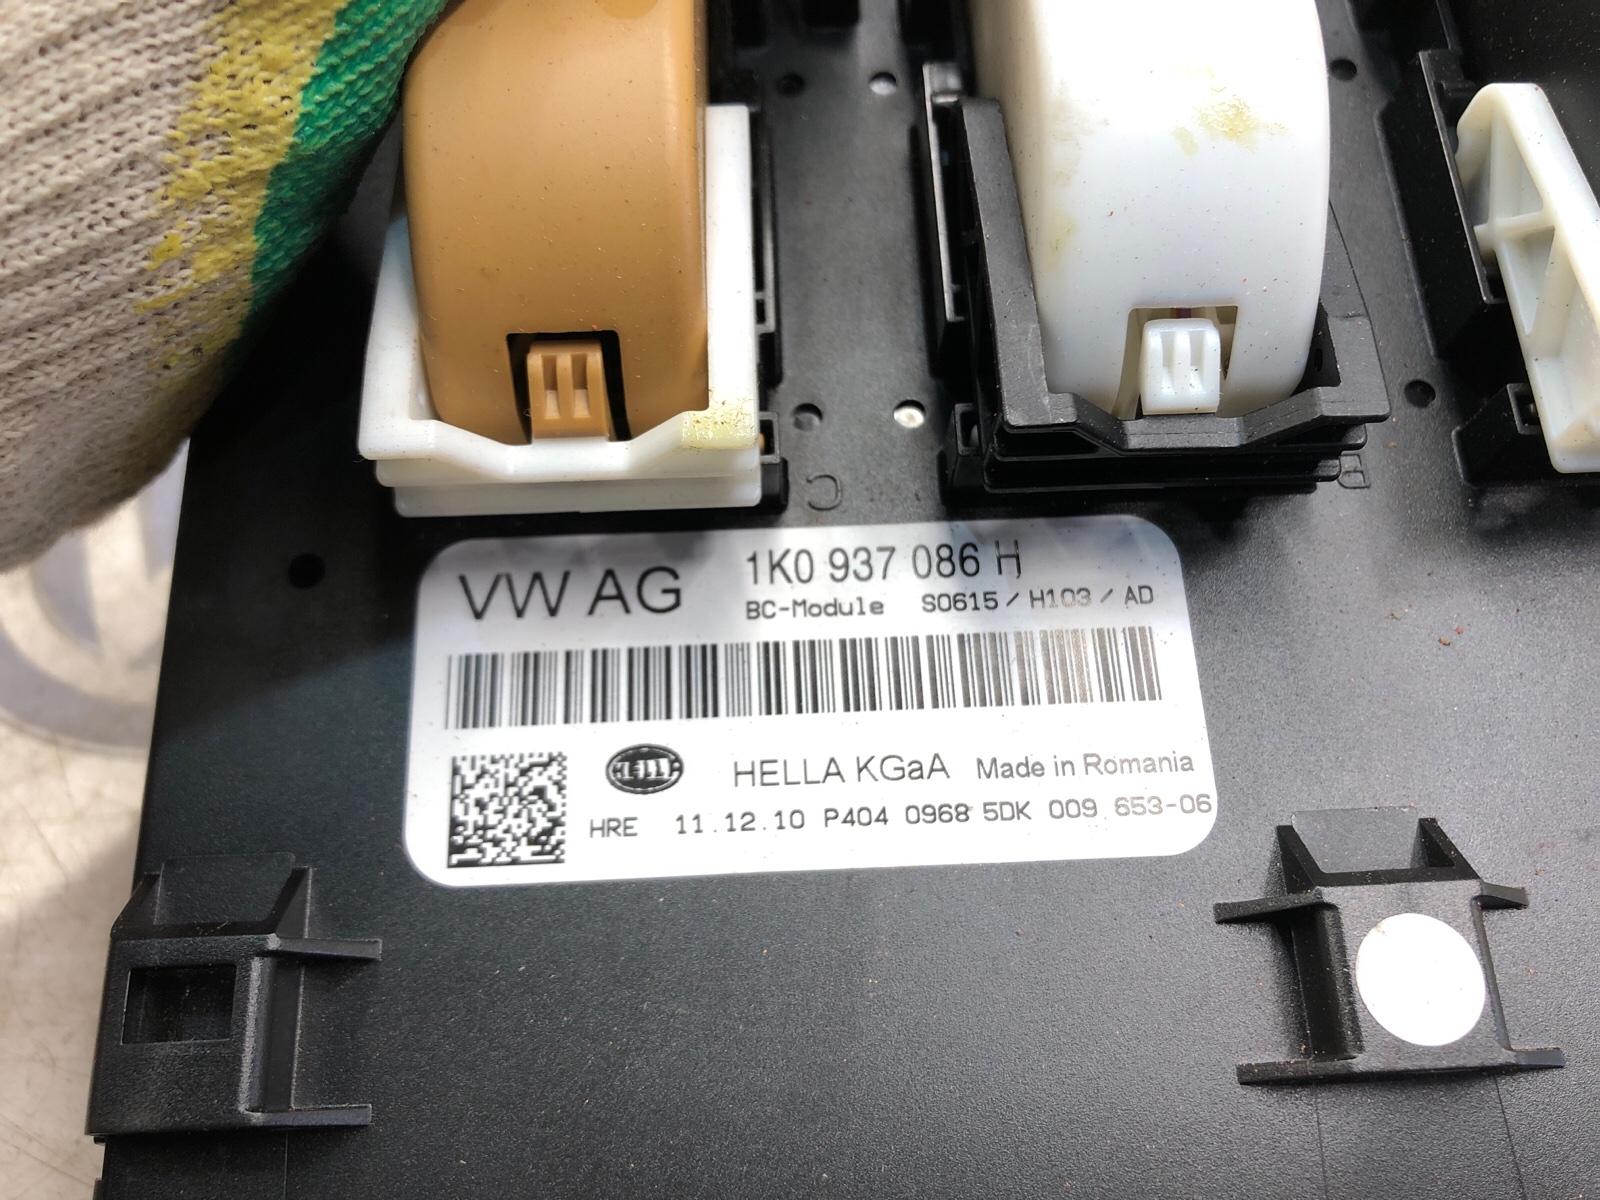 C
B
VW AG
1K0 937 086 H
BC-Module S0615 / H103 / AD
HELLA
HELLA KGaA Made in Romania
HRE 11.12.10 P404 0968 5DK 009 653-06